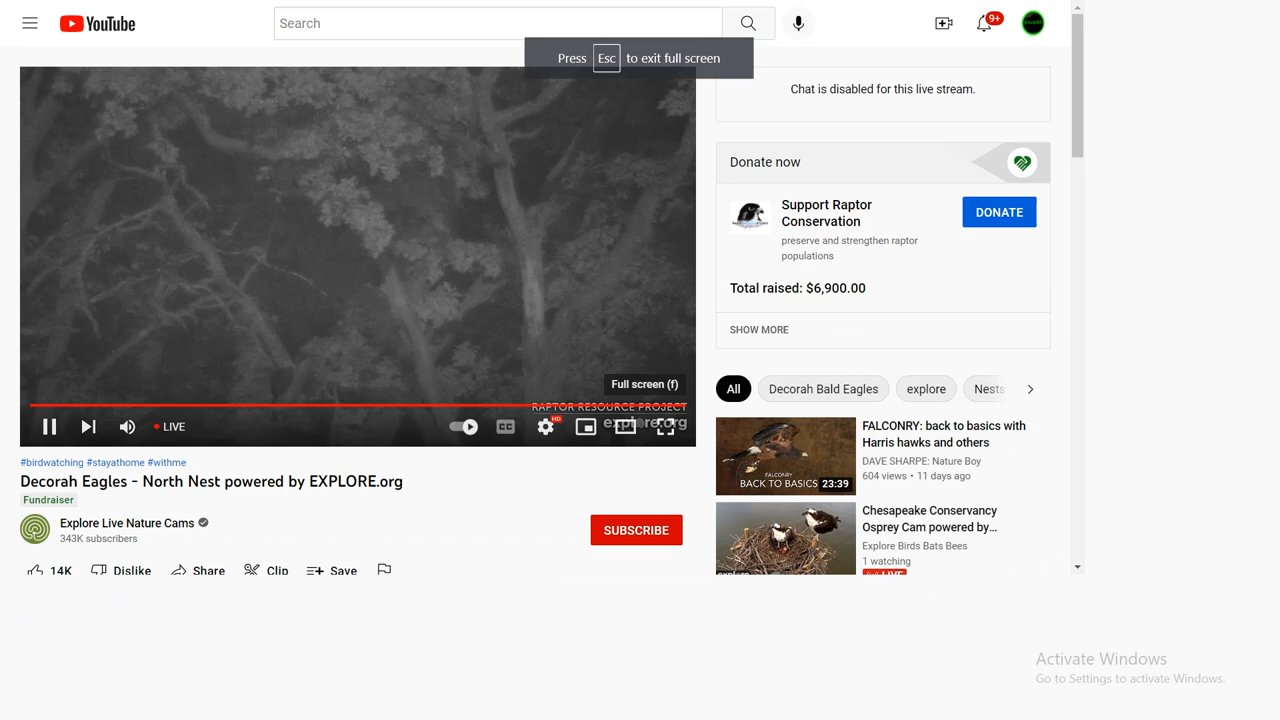 YouTube
Search
9+
Press Esc to exit full screen
Chat is disabled for this live stream.
Donate now
Support Raptor
Conservation
DONATE
preserve and strengthen raptor
populations
Total raised: $6,900.00
SHOW MORE
Full screen (f)
RAPTOR RESOURCE PROJECT
explore.org
LIVE
CC
HD
All
Decorah Bald Eagles
explore
Nests
#birdwatching #stayathome #withme
Decorah Eagles - North Nest powered by EXPLORE.org
Fundraiser
Explore Live Nature Cams
343K subscribers
SUBSCRIBE
14K
Dislike
Share
Clip
Save
FALCONRY
BACK TO BASICS
23:39
FALCONRY: back to basics with
Harris hawks and others
DAVE SHARPE: Nature Boy
604 views • 11 days ago
Chesapeake Conservancy
Osprey Cam powered by...
Explore Birds Bats Bees
1 watching
LIVE
Activate Windows
Go to Settings to activate Windows.